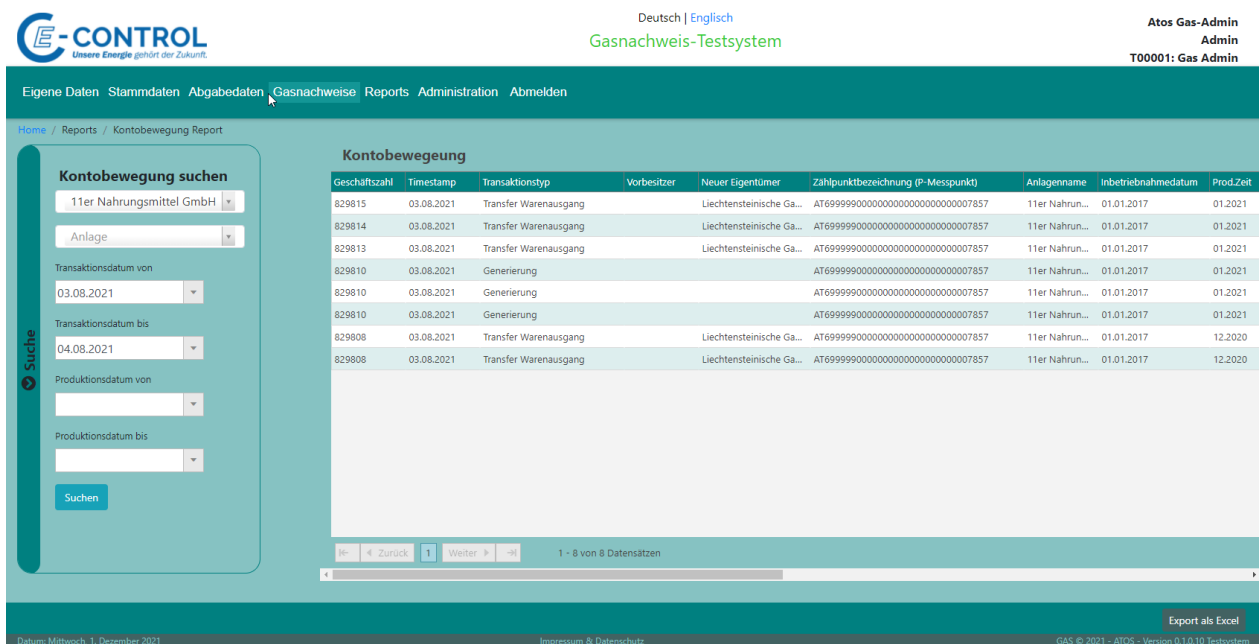 E-CONTROL
Unsere Energie gehört der Zukunft.
Deutsch | Englisch
Gasnachweis-Testsystem
Atos Gas-Admin
Admin
T00001: Gas Admin
Eigene Daten Stammdaten Abgabedaten Gasnachweise Reports Administration Abmelden
Home / Reports / Kontobewegung Report
Suche
Kontobewegung suchen
11er Nahrungsmittel GmbH
Anlage
Transaktionsdatum von
03.08.2021
Transaktionsdatum bis
04.08.2021
Produktionsdatum von
Produktionsdatum bis
Suchen
Kontobewegeung
Geschäftszahl Timestamp Transaktionstyp Vorbesitzer Neuer Eigentümer Zählpunktbezeichnung (P-Messpunkt) Anlagenname Inbetriebnahmedatum Prod.Zeit
829815 03.08.2021 Transfer Warenausgang Liechtensteinische Ga... AT6999990000000000000000000007857 11er Nahrun... 01.01.2017 01.2021
829814 03.08.2021 Transfer Warenausgang Liechtensteinische Ga... AT6999990000000000000000000007857 11er Nahrun... 01.01.2017 01.2021
829813 03.08.2021 Transfer Warenausgang Liechtensteinische Ga... AT6999990000000000000000000007857 11er Nahrun... 01.01.2017 01.2021
829810 03.08.2021 Generierung AT6999990000000000000000000007857 11er Nahrun... 01.01.2017 01.2021
829810 03.08.2021 Generierung AT6999990000000000000000000007857 11er Nahrun... 01.01.2017 01.2021
829810 03.08.2021 Generierung AT6999990000000000000000000007857 11er Nahrun... 01.01.2017 01.2021
829808 03.08.2021 Transfer Warenausgang Liechtensteinische Ga... AT6999990000000000000000000007857 11er Nahrun... 01.01.2017 12.2020
829808 03.08.2021 Transfer Warenausgang Liechtensteinische Ga... AT6999990000000000000000000007857 11er Nahrun... 01.01.2017 12.2020
Zurück 1 Weiter 1 - 8 von 8 Datensätzen
Export als Excel
Datum: Mittwoch, 1. Dezember 2021 Impressum & Datenschutz GAS © 2021 - ATOS - Version 0.1.0.10 Testsystem